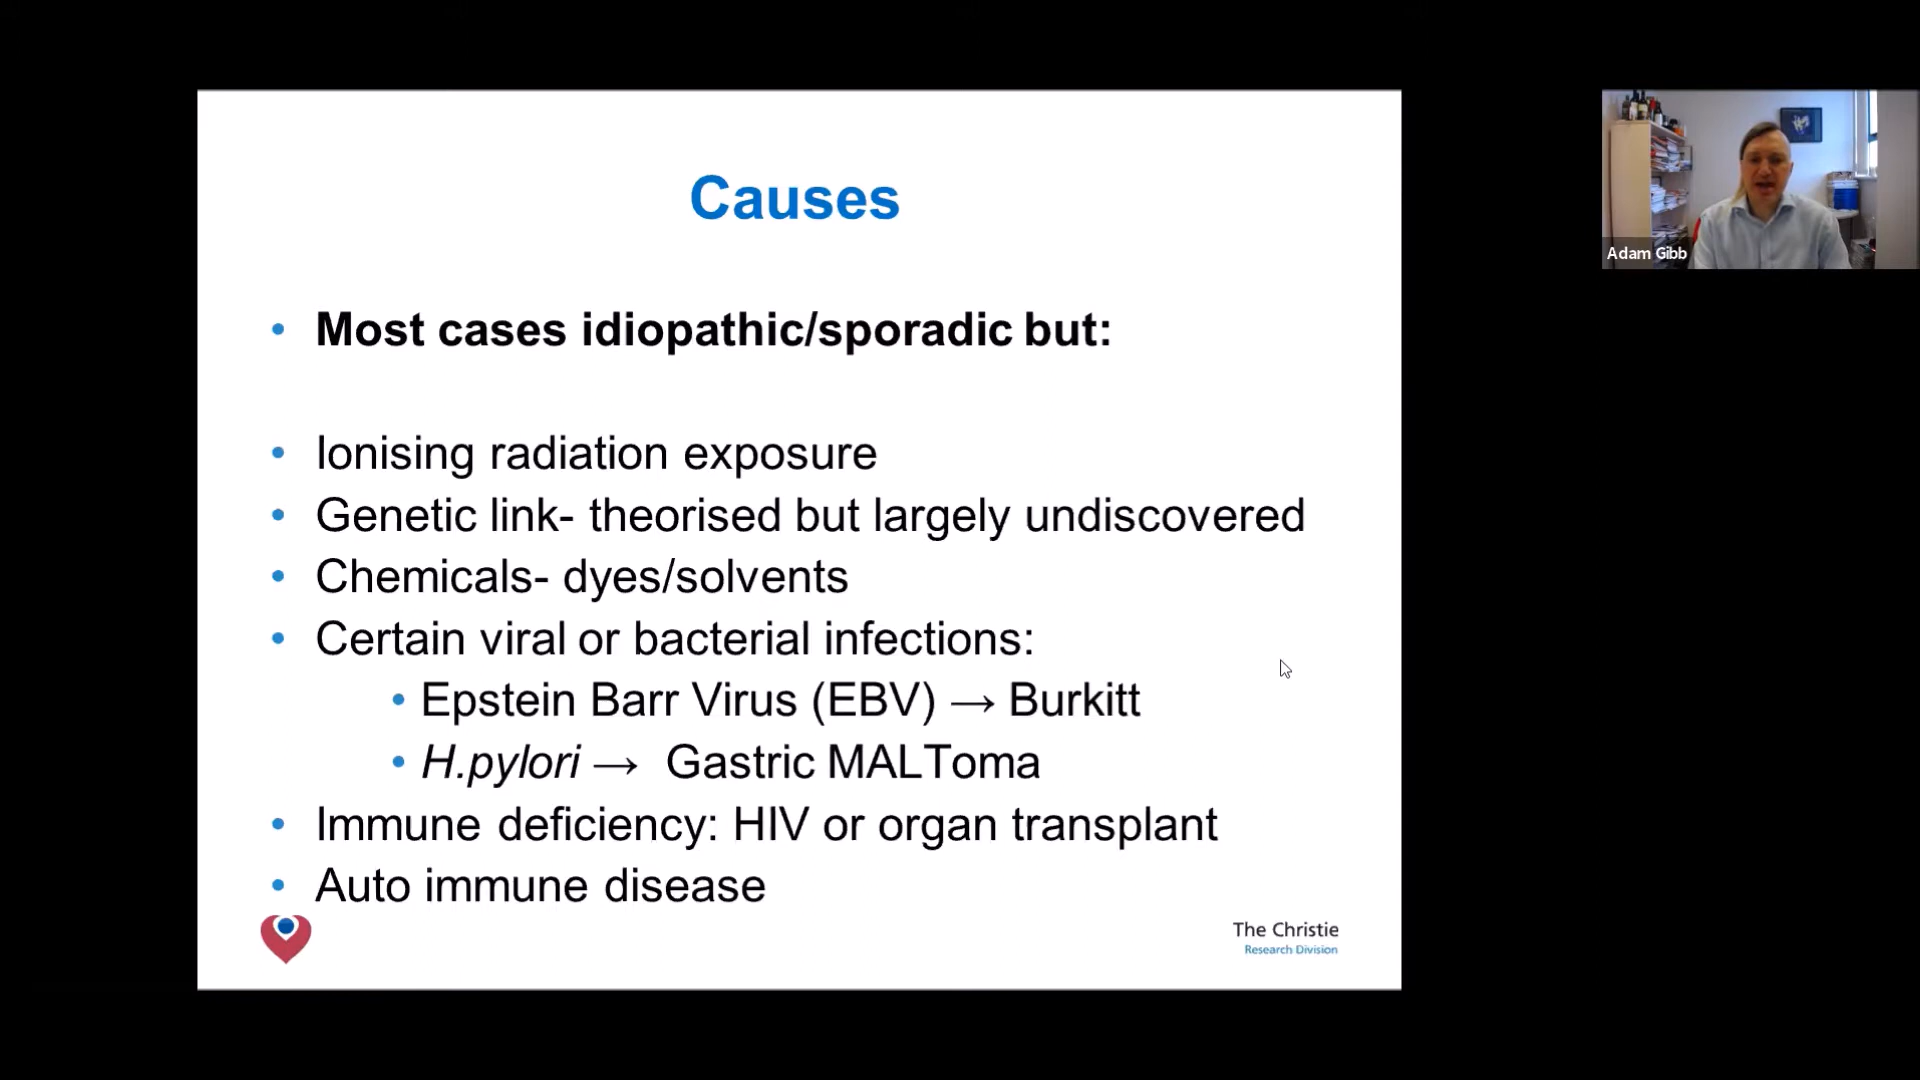 Causes
• Most cases idiopathic/sporadic but:
• Ionising radiation exposure
• Genetic link- theorised but largely undiscovered
• Chemicals- dyes/solvents
• Certain viral or bacterial infections:
• Epstein Barr Virus (EBV) → Burkitt
• H.pylori → Gastric MALToma
• Immune deficiency: HIV or organ transplant
• Auto immune disease
The Christie
Research Division
Adam Gibb